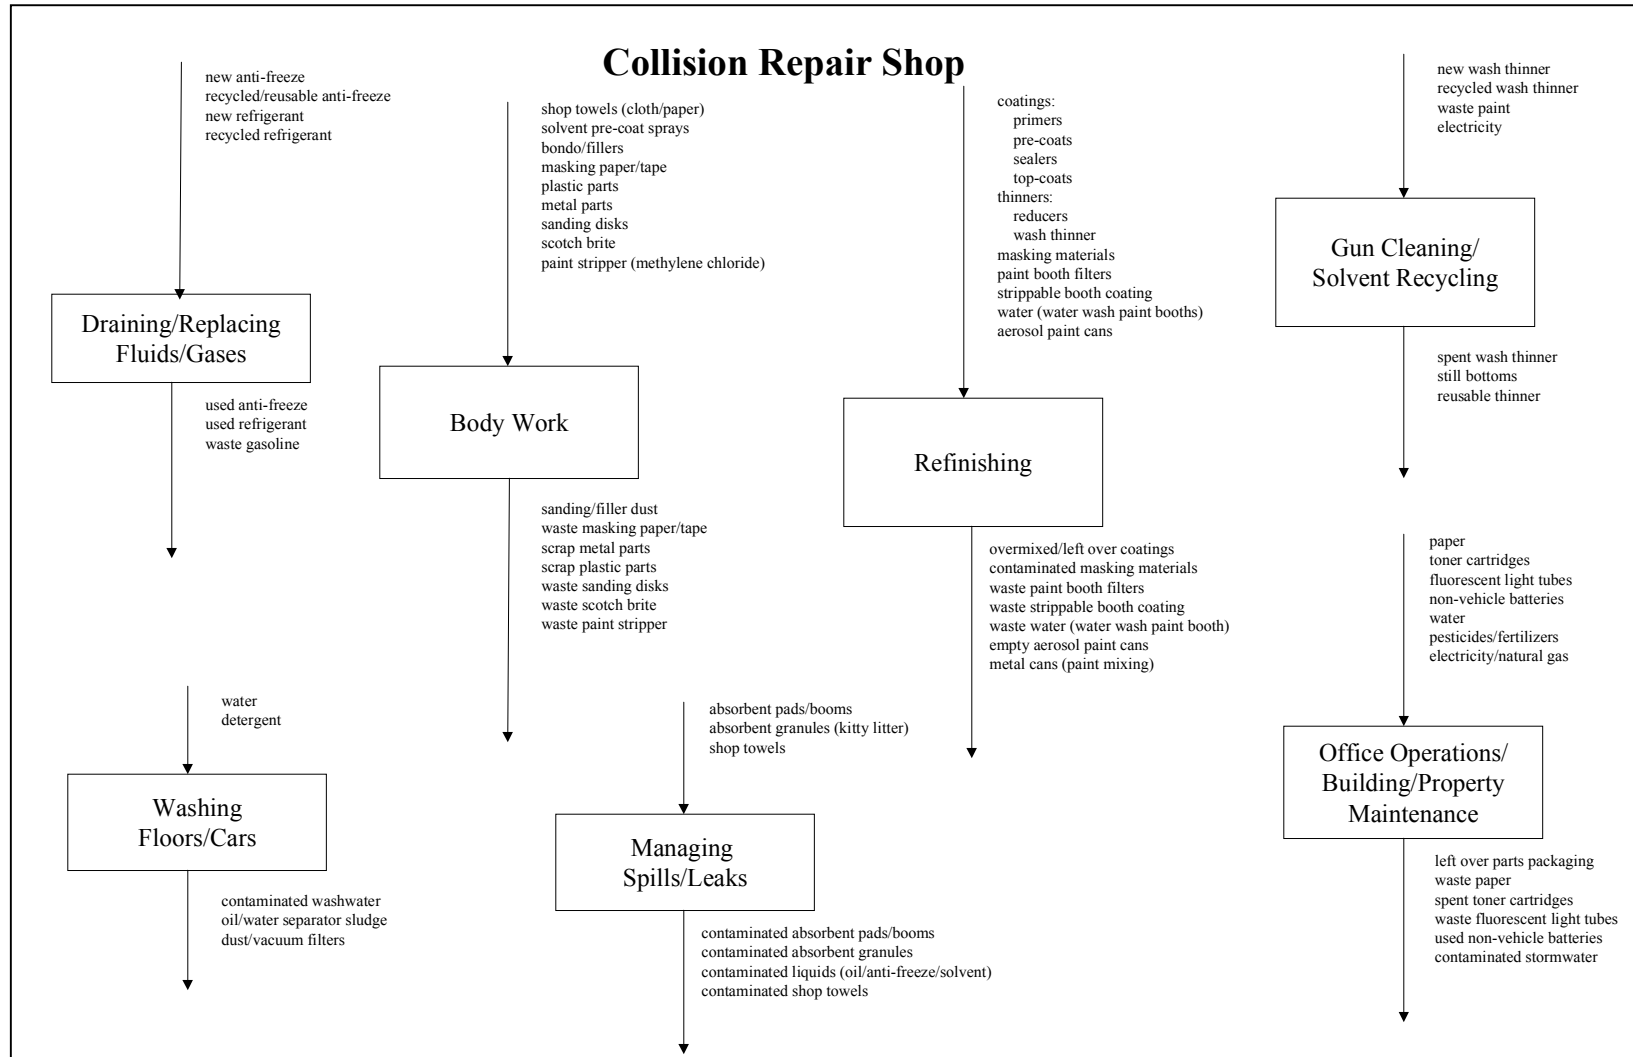 Collision Repair Shop
new anti-freeze
recycled/reusable anti-freeze
new refrigerant
recycled refrigerant
Draining/Replacing
Fluids/Gases
used anti-freeze
used refrigerant
waste gasoline
shop towels (cloth/paper)
solvent pre-coat sprays
bondo/fillers
masking paper/tape
plastic parts
metal parts
sanding disks
scotch brite
paint stripper (methylene chloride)
Body Work
sanding/filler dust
waste masking paper/tape
scrap metal parts
scrap plastic parts
waste sanding disks
waste scotch brite
waste paint stripper
coatings:
primers
pre-coats
sealers
top-coats
thinners:
reducers
wash thinner
masking materials
paint booth filters
strippable booth coating
water (water wash paint booths)
aerosol paint cans
Refinishing
overmixed/left over coatings
contaminated masking materials
waste paint booth filters
waste strippable booth coating
waste water (water wash paint booth)
empty aerosol paint cans
metal cans (paint mixing)
new wash thinner
recycled wash thinner
waste paint
electricity
Gun Cleaning/
Solvent Recycling
spent wash thinner
still bottoms
reusable thinner
water
detergent
Washing
Floors/Cars
contaminated washwater
oil/water separator sludge
dust/vacuum filters
absorbent pads/booms
absorbent granules (kitty litter)
shop towels
Managing
Spills/Leaks
contaminated absorbent pads/booms
contaminated absorbent granules
contaminated liquids (oil/anti-freeze/solvent)
contaminated shop towels
paper
toner cartridges
fluorescent light tubes
non-vehicle batteries
water
pesticides/fertilizers
electricity/natural gas
Office Operations/
Building/Property
Maintenance
left over parts packaging
waste paper
spent toner cartridges
waste fluorescent light tubes
used non-vehicle batteries
contaminated stormwater